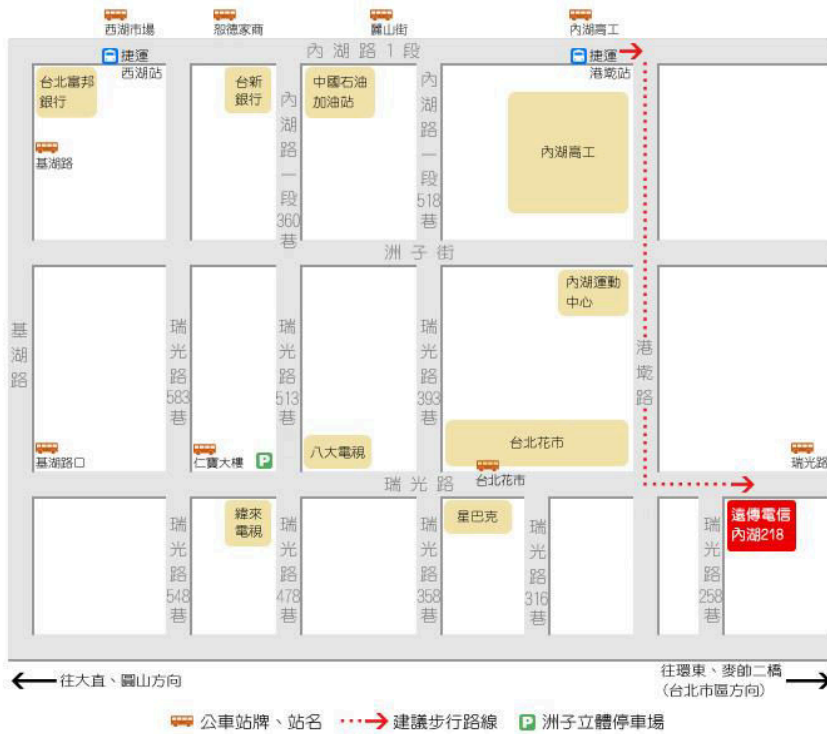 西湖市場
恕德家商
麗山街
內湖高工
內湖路1段
捷運
西湖站
捷運
港墘站
台北富邦
銀行
台新
銀行
中國石油
加油站
內湖路一段360巷
內湖路一段518巷
內湖高工
基湖路
洲子街
基湖路
瑞光路583巷
瑞光路513巷
瑞光路393巷
內湖運動
中心
港墘路
基湖路口
仁寶大樓
P
八大電視
台北花市
台北花市
瑞光路
瑞光路
瑞光路548巷
緯來
電視
瑞光路478巷
瑞光路358巷
星巴克
瑞光路316巷
瑞光路258巷
遠傳電信
內湖218
往大直、圓山方向
往環東、麥帥二橋
(台北市區方向)
公車站牌、站名
建議步行路線
P
洲子立體停車場